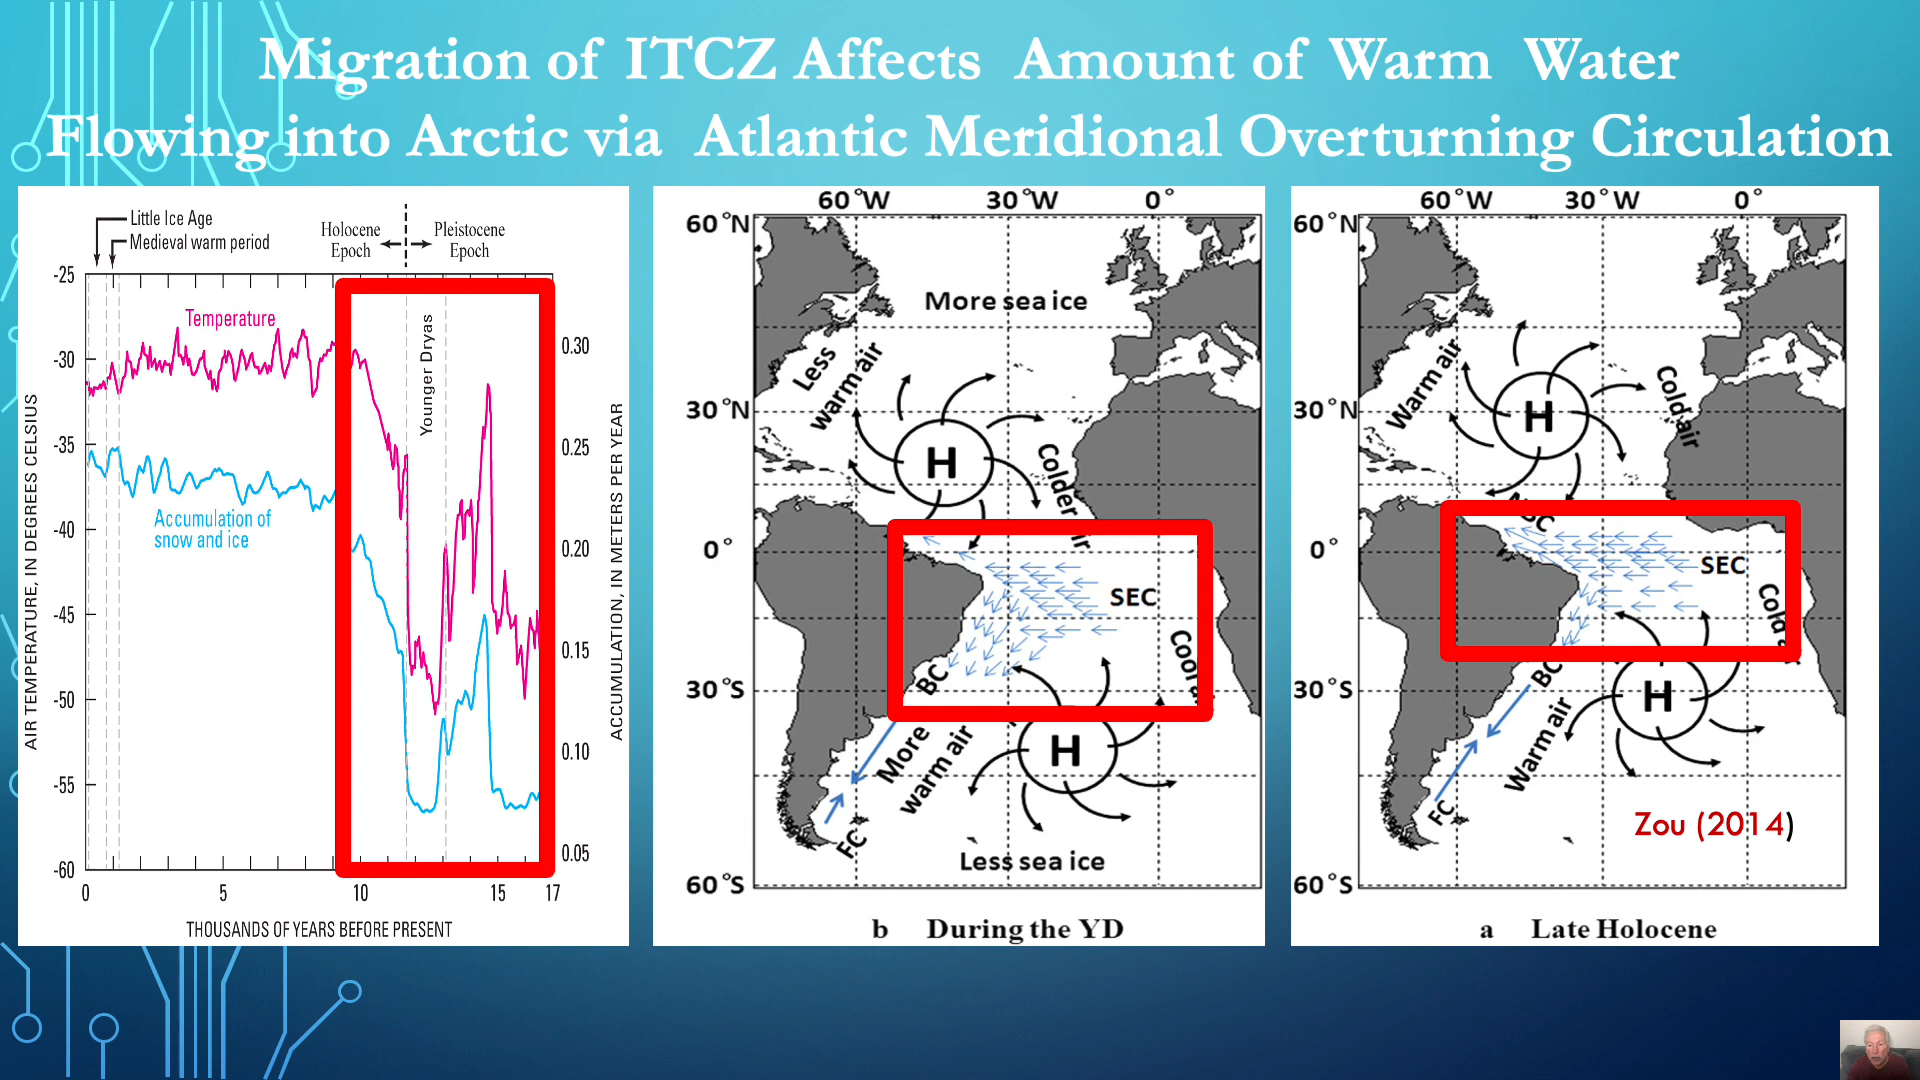 Migration of ITCZ Affects Amount of Warm Water
Flowing into Arctic via Atlantic Meridional Overturning Circulation
Little Ice Age
Medieval warm period
Holocene
Epoch
Pleistocene
Epoch
-25
-30
-35
-40
-45
-50
-55
-60
AIR TEMPERATURE, IN DEGREES CELSIUS
Temperature
Accumulation of
snow and ice
Younger Dryas
0.30
0.25
0.20
0.15
0.10
0.05
ACCUMULATION, IN METERS PER YEAR
0
5
10
15
17
THOUSANDS OF YEARS BEFORE PRESENT
60°W
30°W
0°
60°N
30°N
0°
30°S
60°S
More sea ice
Less
warm air
H
Colder air
SEC
Cool a
BC
More
warm air
H
FC
Less sea ice
b During the YD
60°W
30°W
0°
60°N
30°N
0°
30°S
60°S
Warm air
H
Cold air
SEC
Cold
BC
Warm air
H
FC
Zou (2014)
a Late Holocene